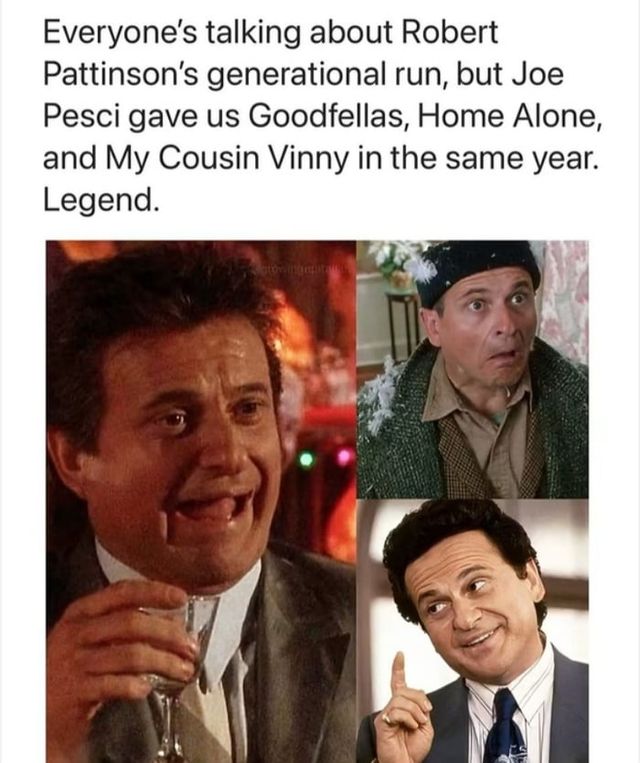 Everyone's talking about Robert
Pattinson's generational run, but Joe
Pesci gave us Goodfellas, Home Alone,
and My Cousin Vinny in the same year.
Legend.